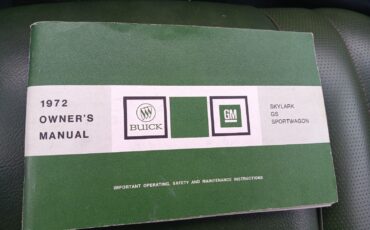 1972
OWNER'S
MANUAL
BUICK
GM
SKYLARK
GS
SPORTWAGON
IMPORTANT OPERATING, SAFETY AND MAINTENANCE INSTRUCTIONS